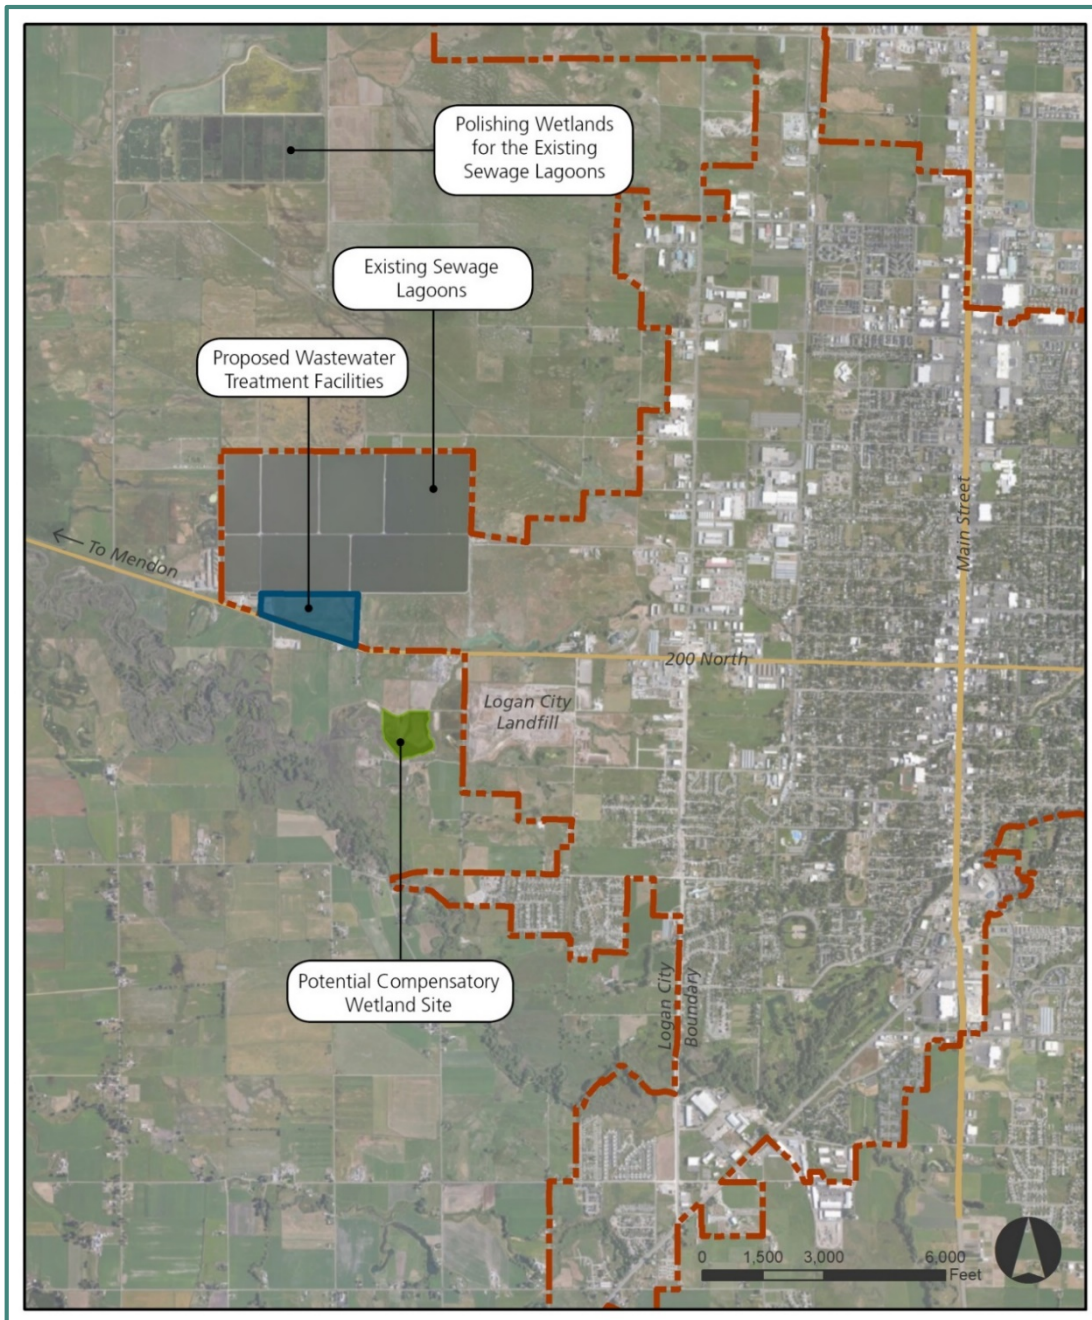 Polishing Wetlands
for the Existing
Sewage Lagoons
Existing Sewage
Lagoons
Proposed Wastewater
Treatment Facilities
To Mendon
Main Street
200 North
Logan City
Landfill
Potential Compensatory
Wetland Site
Logan City
Boundary
0 1,500 3,000 6,000
Feet